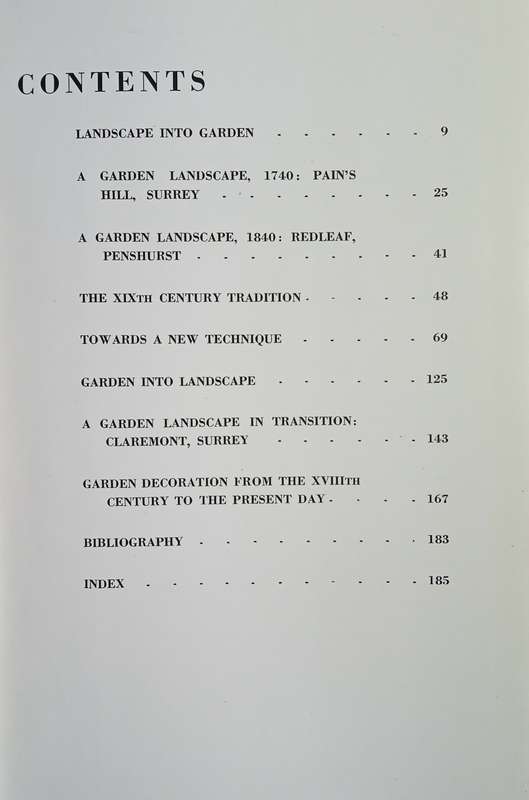 CONTENTS
LANDSCAPE INTO GARDEN - - - - - - 9
A GARDEN LANDSCAPE, 1740: PAIN'S
HILL, SURREY - - - - - - - - 25
A GARDEN LANDSCAPE, 1840: REDLEAF,
PENSHURST - - - - - - - - - 41
THE XIXTH CENTURY TRADITION - - - - - 48
TOWARDS A NEW TECHNIQUE - - - - - 69
GARDEN INTO LANDSCAPE - - - - - - 125
A GARDEN LANDSCAPE IN TRANSITION:
CLAREMONT, SURREY - - - - - - 143
GARDEN DECORATION FROM THE XVIIITH
CENTURY TO THE PRESENT DAY - - - - 167
BIBLIOGRAPHY - - - - - - - - - 183
INDEX - - - - - - - - - - - 185